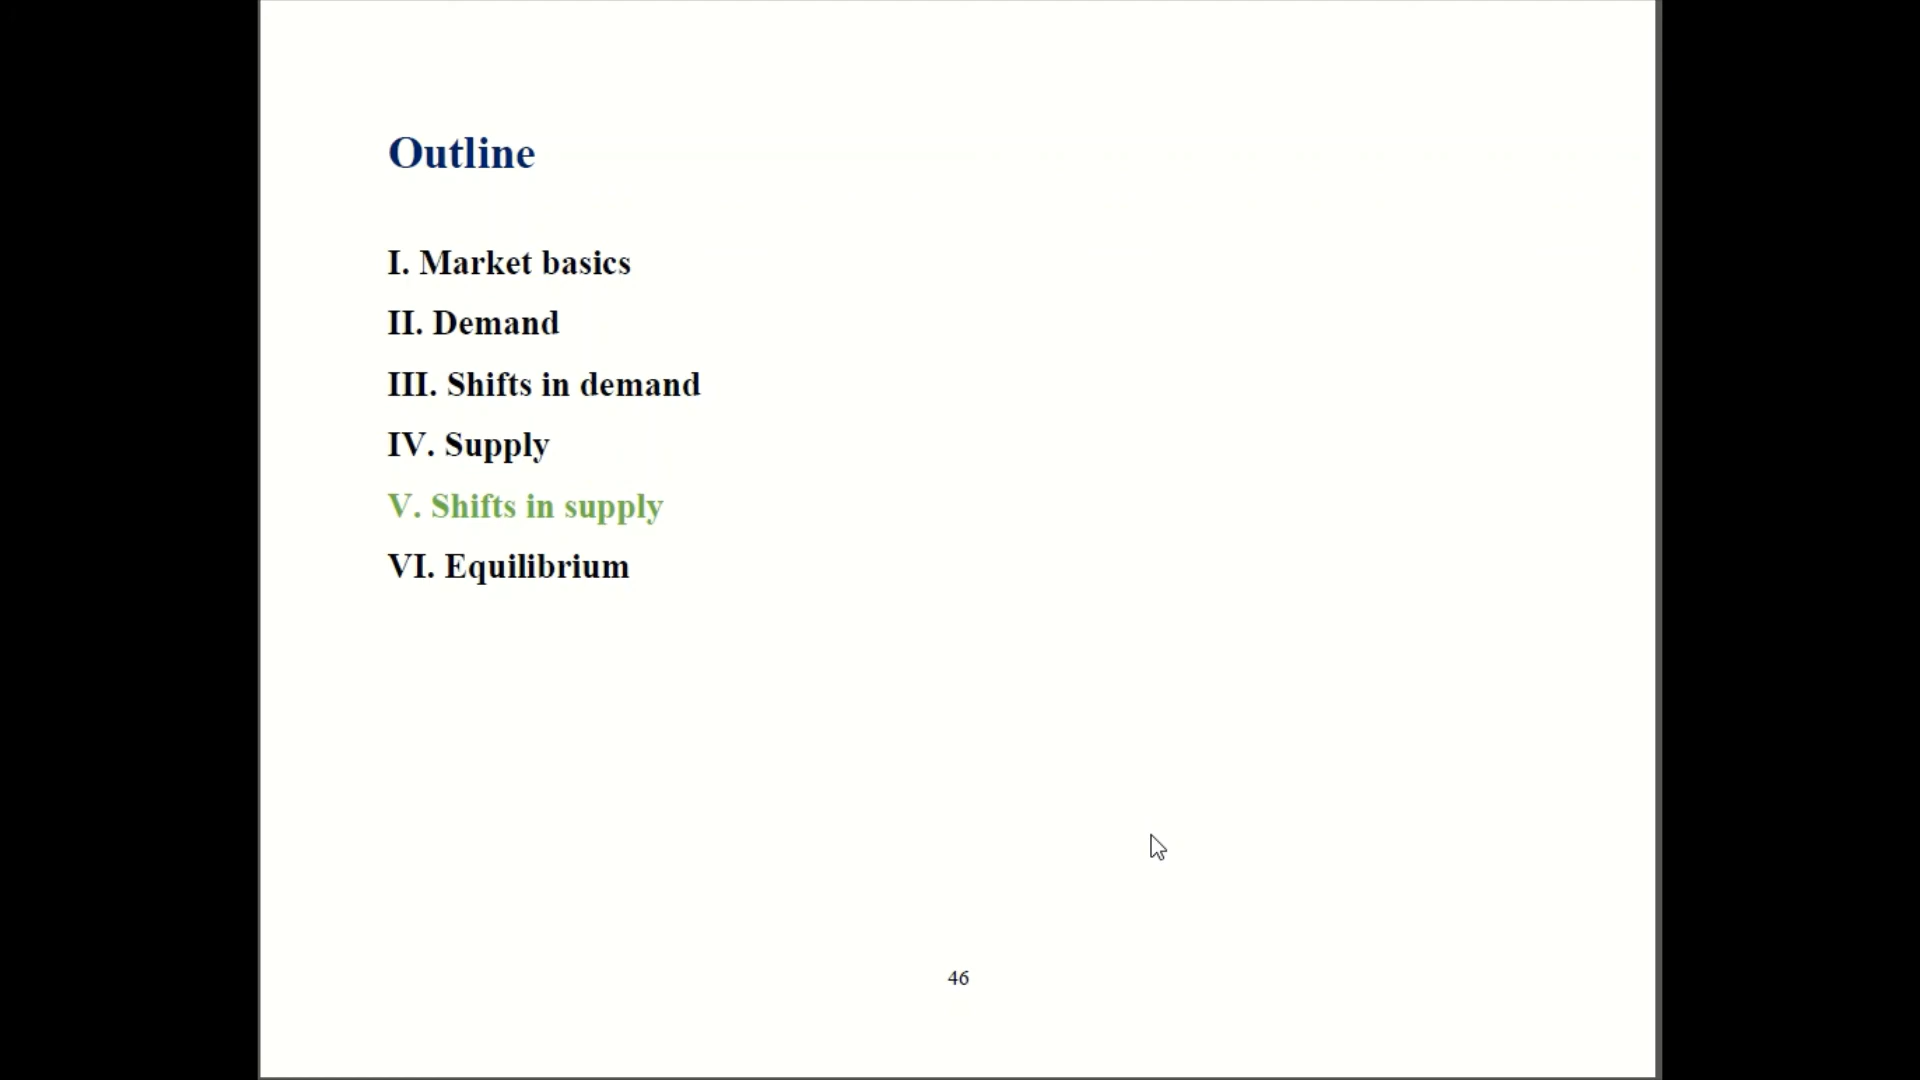 Outline
I. Market basics
II. Demand
III. Shifts in demand
IV. Supply
V. Shifts in supply
VI. Equilibrium
46